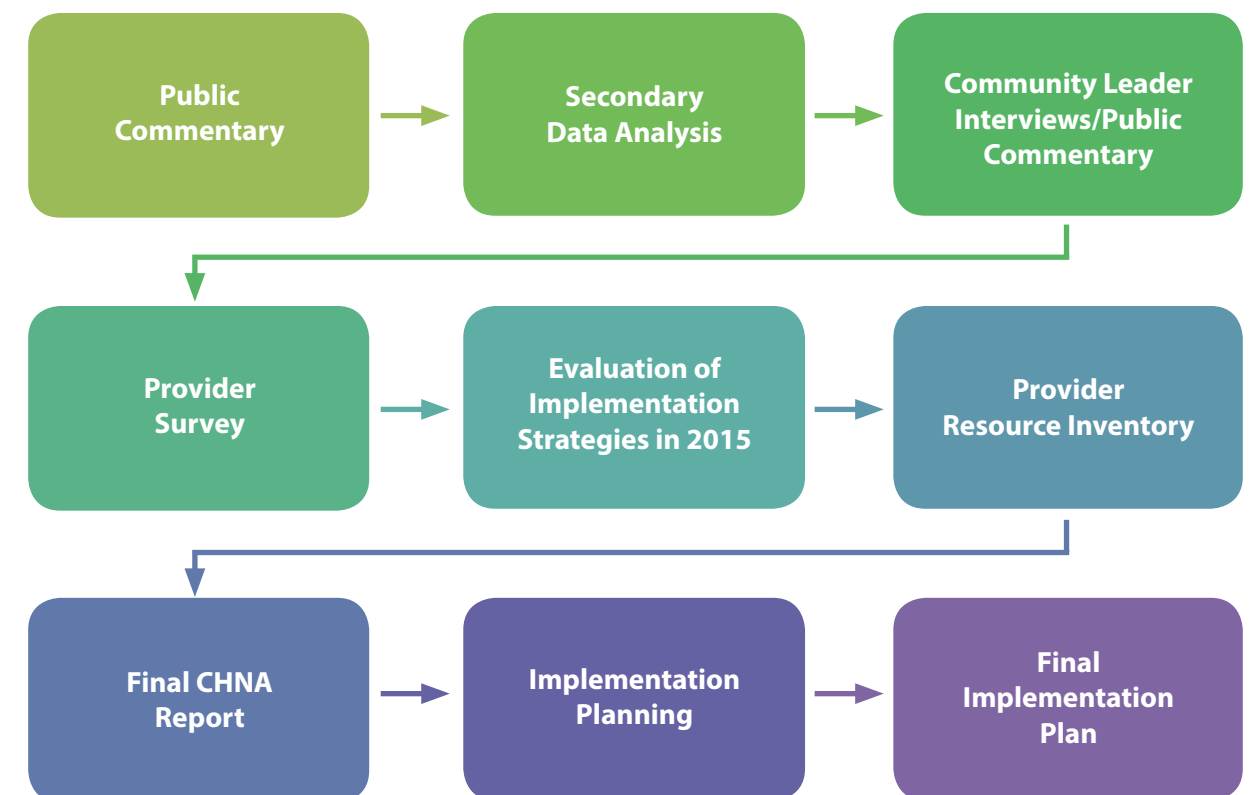 Public
Commentary
Secondary
Data Analysis
Community Leader
Interviews/Public
Commentary
Provider
Survey
Evaluation of
Implementation
Strategies in 2015
Provider
Resource Inventory
Final CHNA
Report
Implementation
Planning
Final
Implementation
Plan